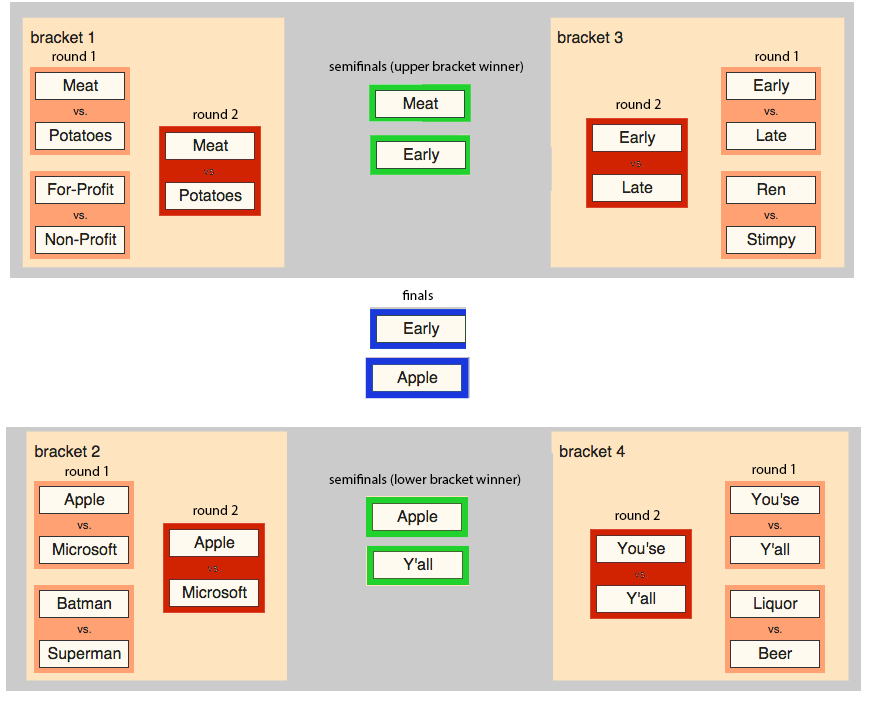 bracket 1
round 1
Meat
vs.
Potatoes
For-Profit
vs.
Non-Profit
round 2
Meat
vs.
Potatoes
semifinals (upper bracket winner)
Meat
Early
bracket 3
round 2
Early
vs.
Late
round 1
Early
vs.
Late
Ren
vs.
Stimpy
finals
Early
Apple
bracket 2
round 1
Apple
vs.
Microsoft
Batman
vs.
Superman
round 2
Apple
vs.
Microsoft
semifinals (lower bracket winner)
Apple
Y'all
bracket 4
round 2
You'se
vs.
Y'all
round 1
You'se
vs.
Y'all
Liquor
vs.
Beer